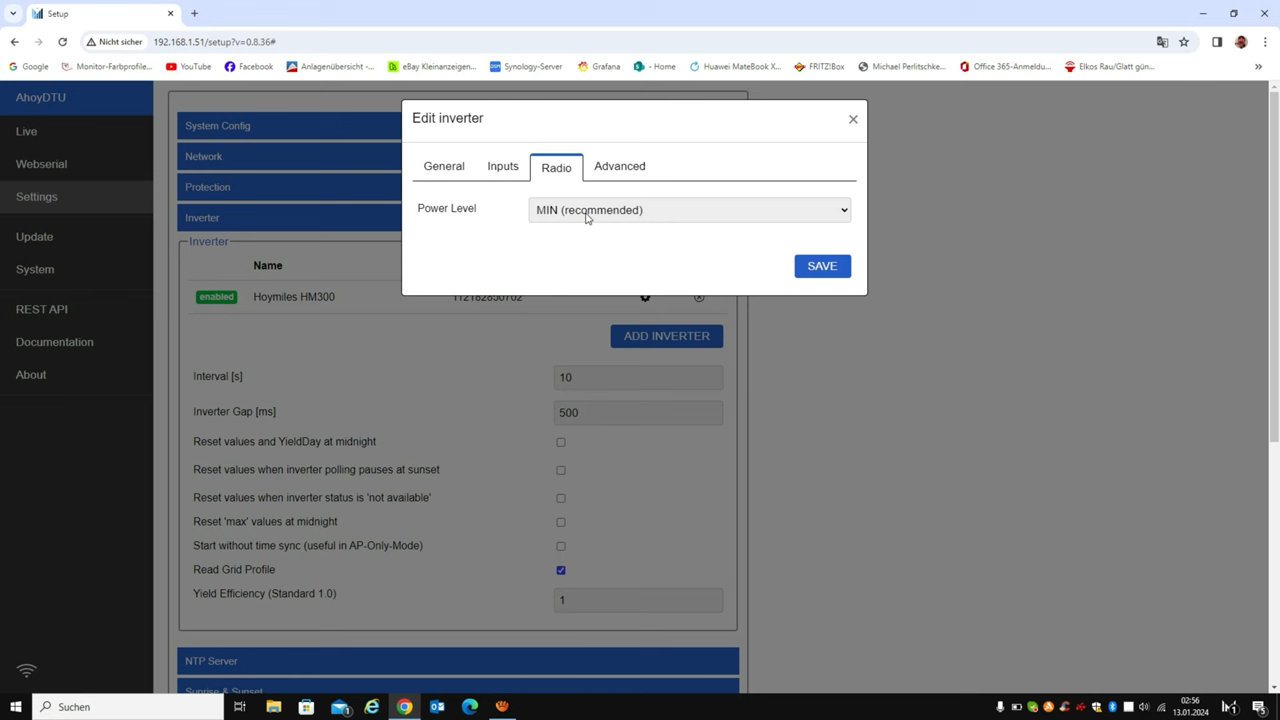 Setup
Nicht sicher
192.168.1.51/setup?v=0.8.36#
Google
Monitor-Farbprofile...
YouTube
Facebook
Anlagenübersicht -...
eBay Kleinanzeigen...
Synology-Server
Grafana
- Home
Huawei MateBook X...
FRITZ!Box
Michael Perlitschke...
Office 365-Anmeldu...
Elkos Rau/Glatt gün...
AhoyDTU
Live
Webserial
Settings
Update
System
REST API
Documentation
About
System Config
Network
Protection
Inverter
Edit inverter
General
Inputs
Radio
Advanced
Power Level
MIN (recommended)
SAVE
Inverter
Name
enabled
Hoymiles HM300
ADD INVERTER
Interval [s]
10
Inverter Gap [ms]
500
Reset values and YieldDay at midnight
Reset values when inverter polling pauses at sunset
Reset values when inverter status is 'not available'
Reset 'max' values at midnight
Start without time sync (useful in AP-Only-Mode)
Read Grid Profile
Yield Efficiency (Standard 1.0)
1
NTP Server
Sunrise & Sunset
Suchen
02:56
13.01.2024